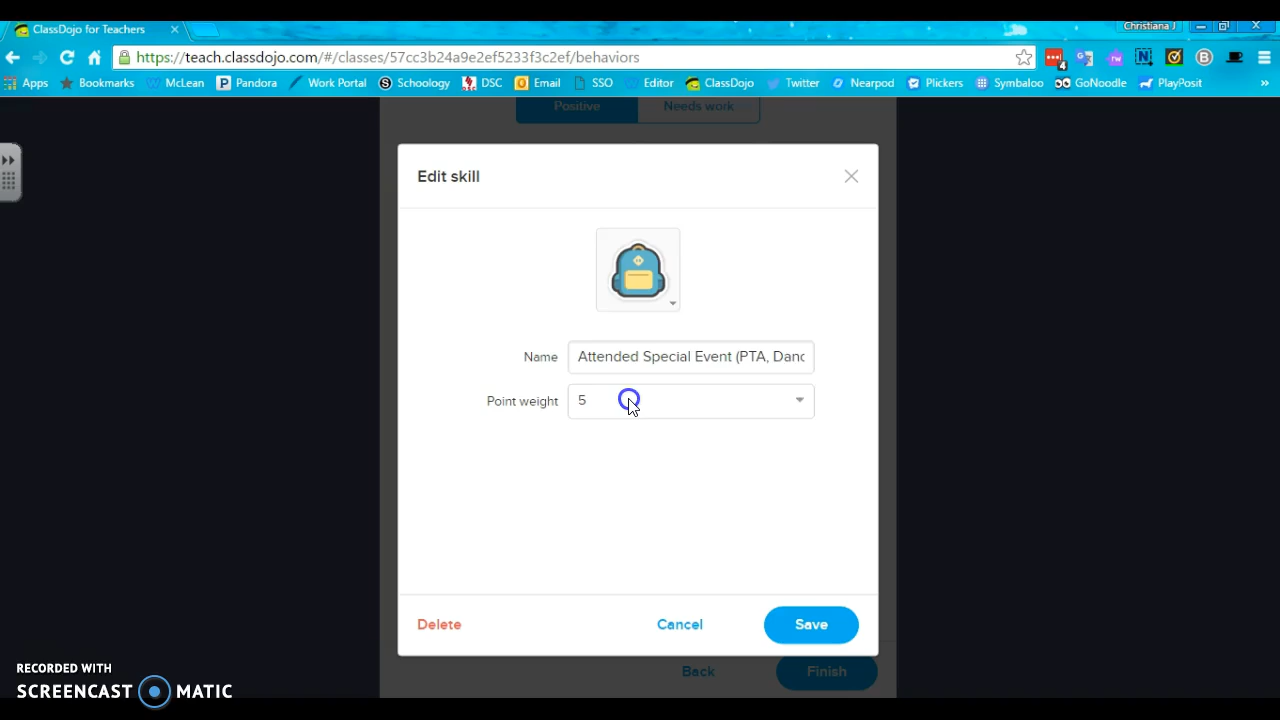 ClassDojo for Teachers
Christiana J
https://teach.classdojo.com/#/classes/57cc3b24a9e2ef5233f3c2ef/behaviors
4
Apps Bookmarks McLean Pandora Work Portal Schoology DSC Email SSO Editor ClassDojo Twitter Nearpod Plickers Symbaloo GoNoodle PlayPosit »
Positive Needs work
Edit skill
Name Attended Special Event (PTA, Danc
Point weight 5
Delete Cancel Save
Back Finish
RECORDED WITH
SCREENCAST MATIC